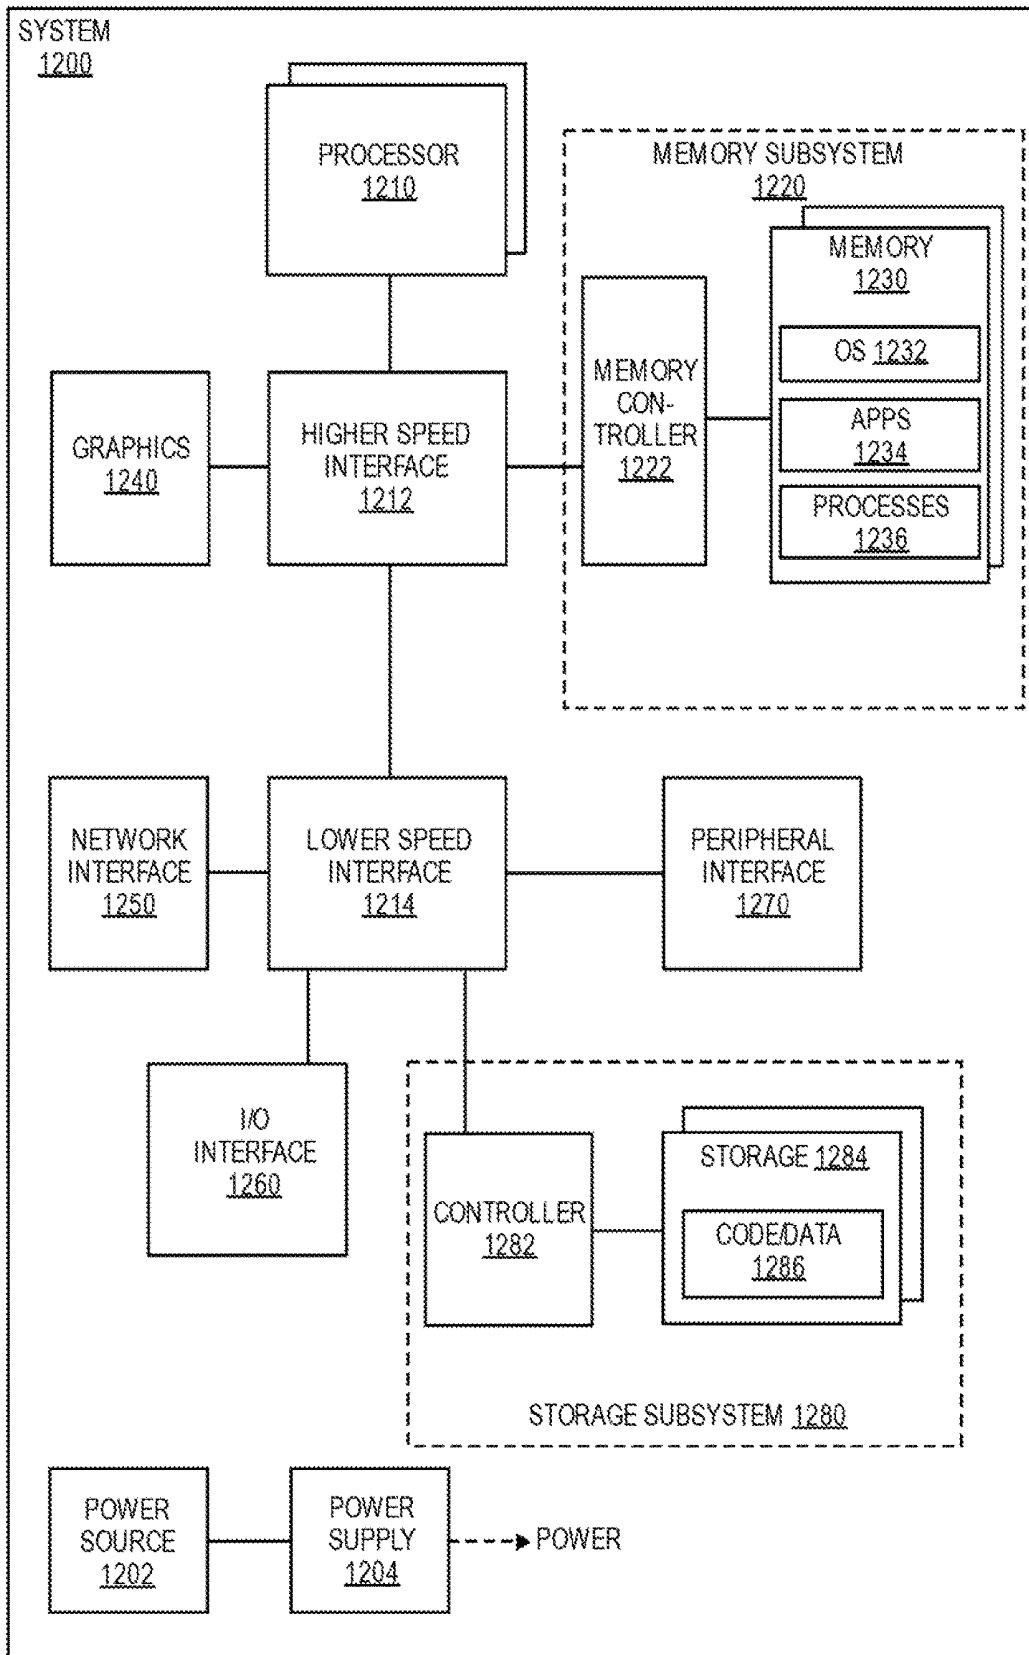 SYSTEM
1200
PROCESSOR
1210
MEMORY SUBSYSTEM
1220
MEMORY
1230
OS 1232
APPS
1234
PROCESSES
1236
MEMORY
CON-
TROLLER
1222
GRAPHICS
1240
HIGHER SPEED
INTERFACE
1212
NETWORK
INTERFACE
1250
LOWER SPEED
INTERFACE
1214
PERIPHERAL
INTERFACE
1270
I/O
INTERFACE
1260
CONTROLLER
1282
STORAGE 1284
CODE/DATA
1286
STORAGE SUBSYSTEM 1280
POWER
SOURCE
1202
POWER
SUPPLY
1204
POWER